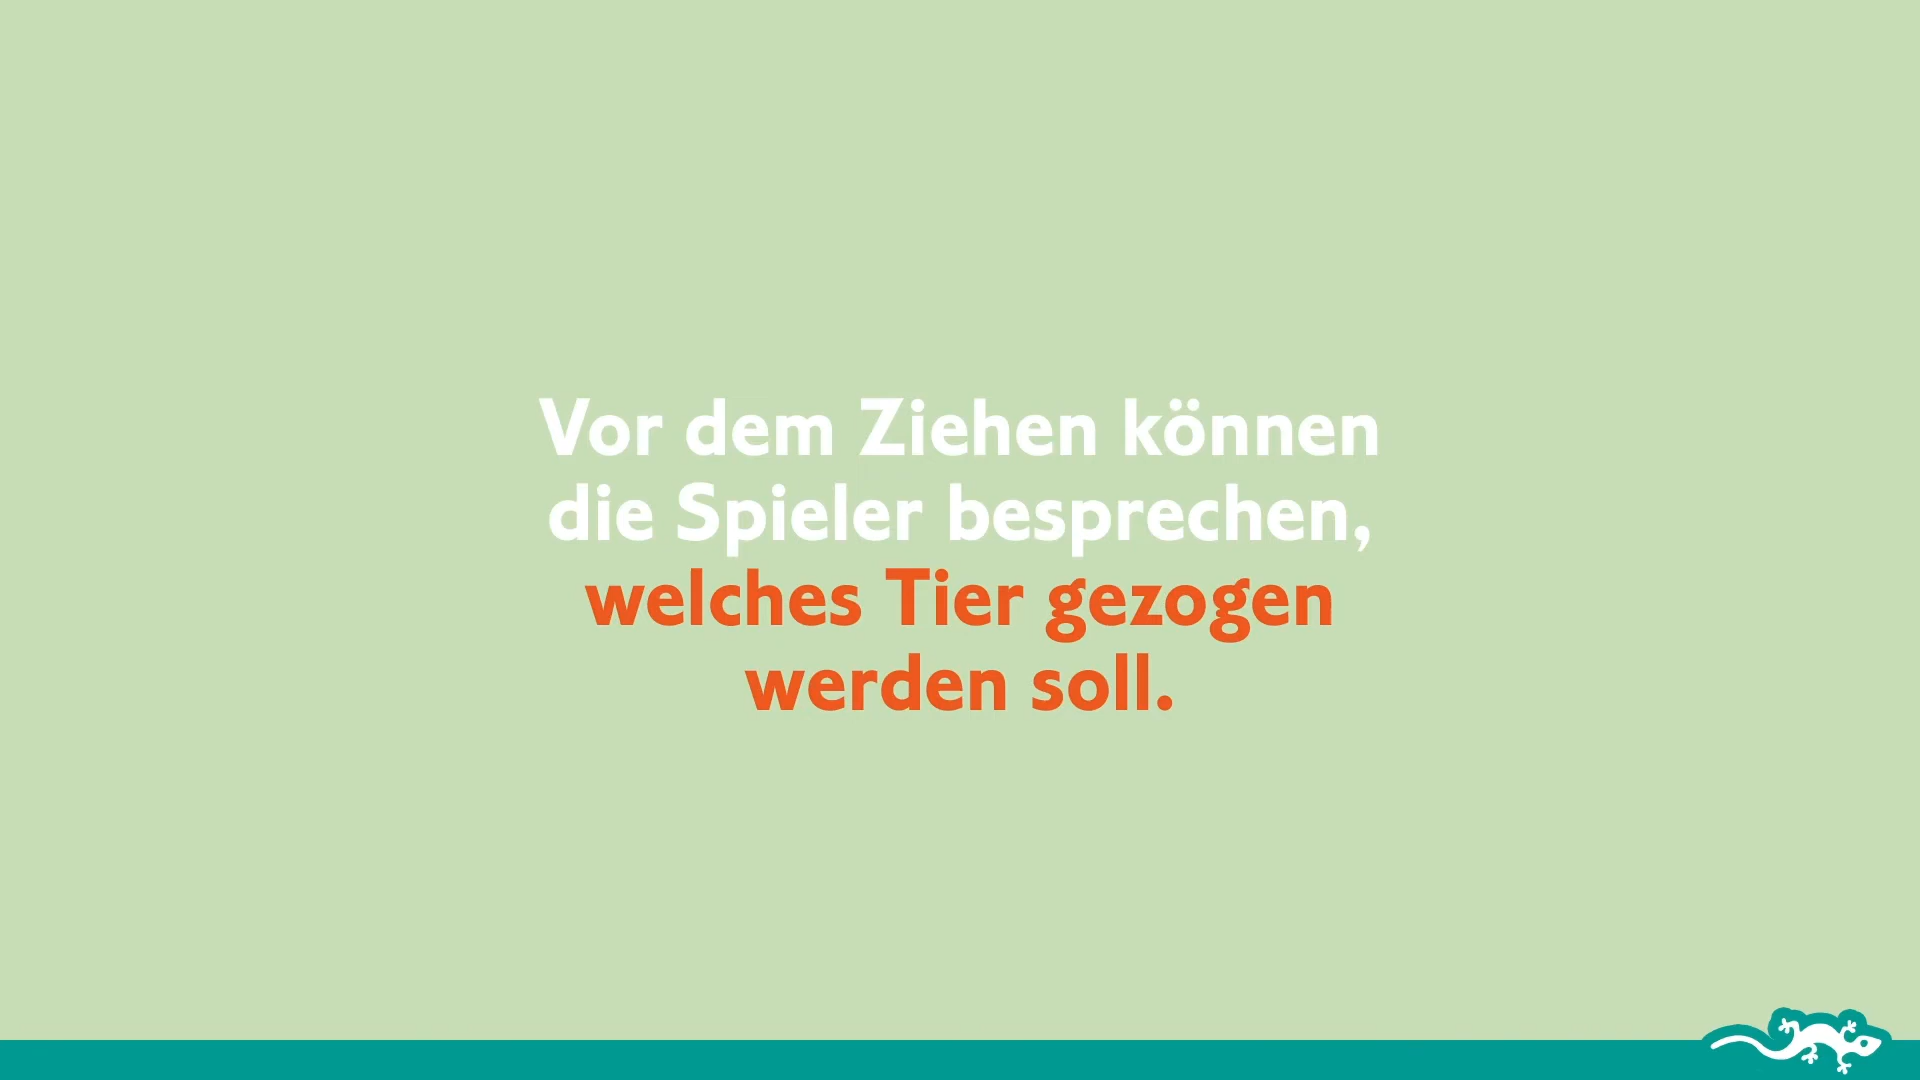 Vor dem Ziehen können
die Spieler besprechen,
welches Tier gezogen
werden soll.